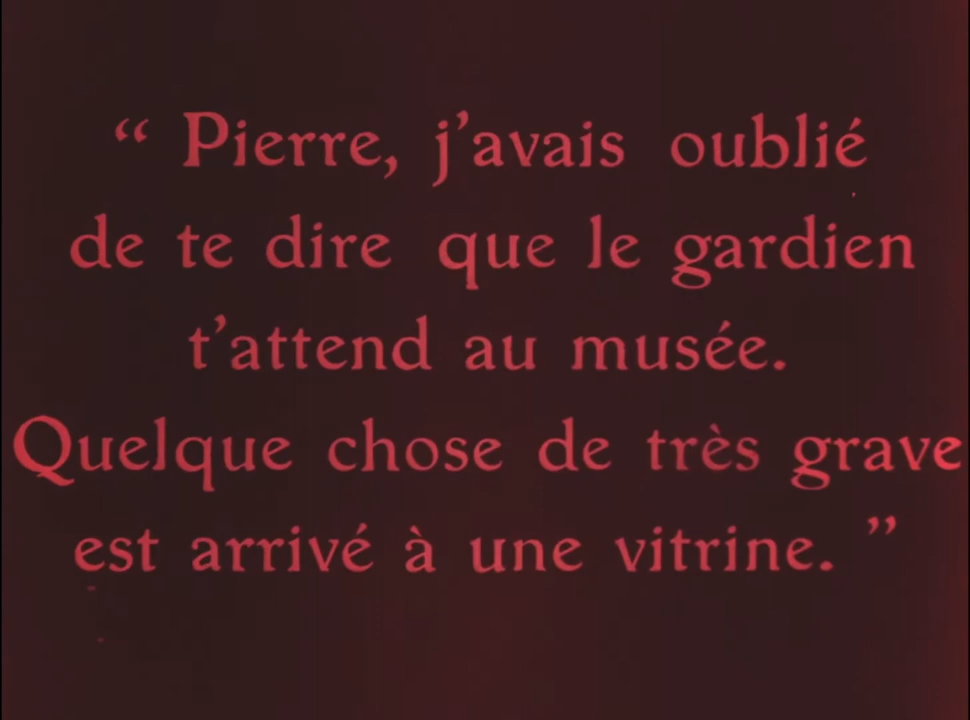 “ Pierre, j’avais oublié
de te dire que le gardien
t’attend au musée.
Quelque chose de très grave
est arrivé à une vitrine. ”